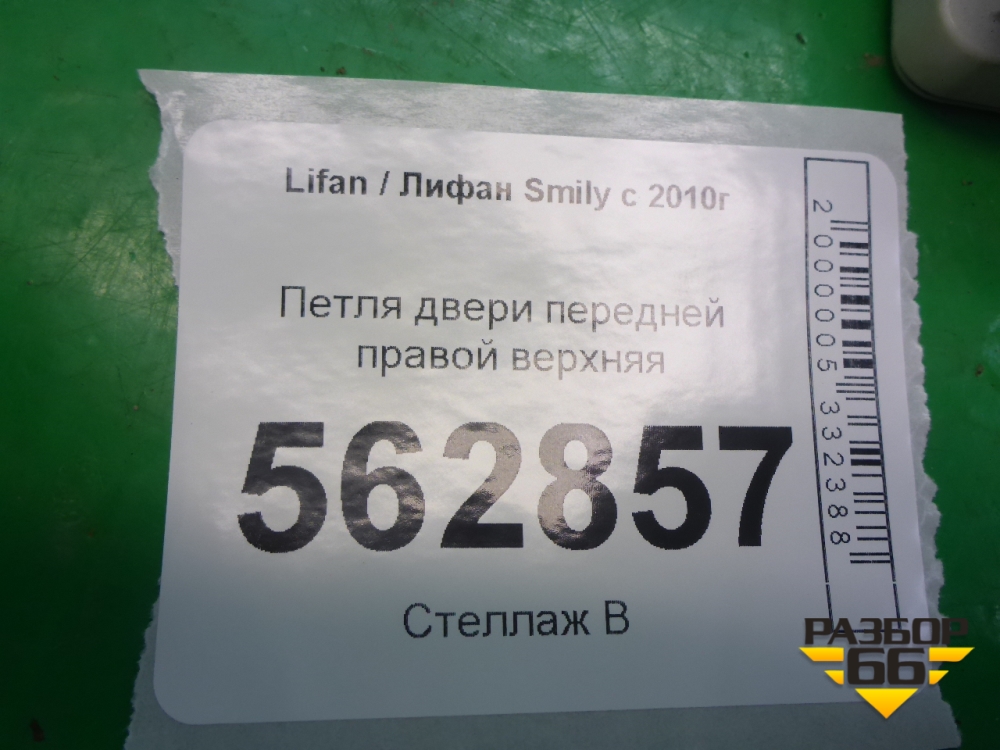 Lifan / Лифан Smily с 2010г
Петля двери передней
правой верхняя
562857
Стеллаж В
2000005332388
РАЗБОР
66